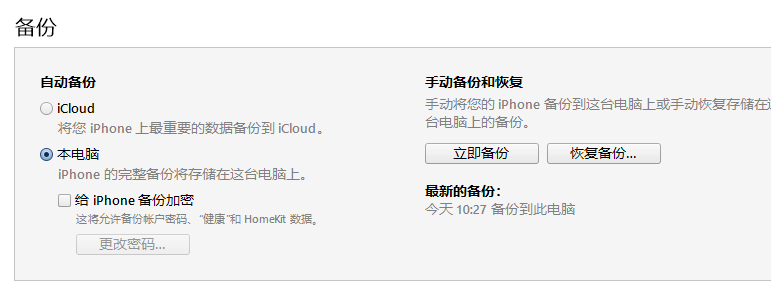 备份
自动备份
iCloud
将您 iPhone 上最重要的数据备份到 iCloud。
本电脑
iPhone 的完整备份将存储在这台电脑上。
给 iPhone 备份加密
这将允许备份帐户密码、“健康”和 HomeKit 数据。
更改密码...
手动备份和恢复
手动将您的 iPhone 备份到这台电脑上或手动恢复存储在
台电脑上的备份。
立即备份
恢复备份...
最新的备份：
今天 10:27 备份到此电脑